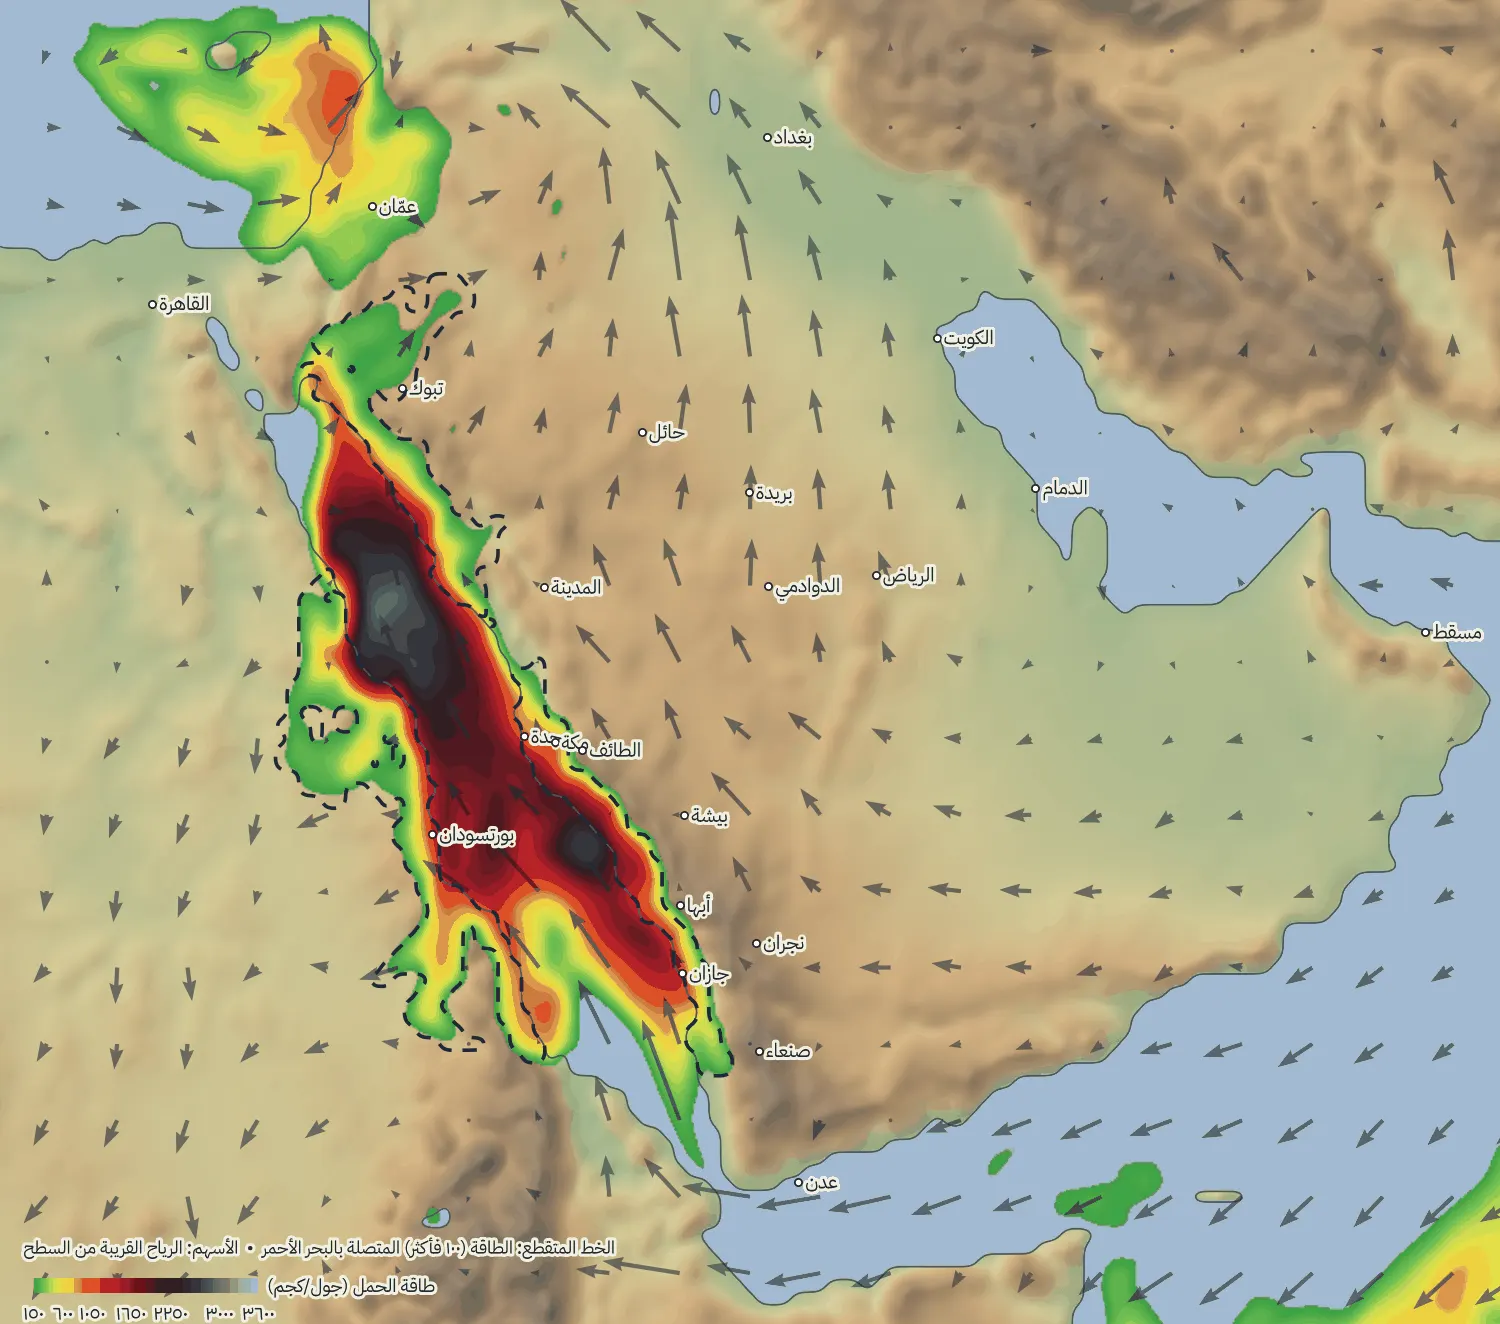 بغداد
عمّان
القاهرة
الكويت
تبوك
حائل
بريدة
الدمام
الرياض
الدوادمي
المدينة
مسقط
جدة
مكة
الطائف
بيشة
بورتسودان
أبها
نجران
جازان
صنعاء
عدن
الخط المتقطع: الطاقة (١٠٠ فأكثر) المتصلة بالبحر الأحمر • الأسهم: الرياح القريبة من السطح
طاقة الحمل (جول/كجم)
١٥٠ ٦٠٠ ١٠٥٠ ١٦٥٠ ٢٢٥٠ ٣٠٠٠ ٣٦٠٠